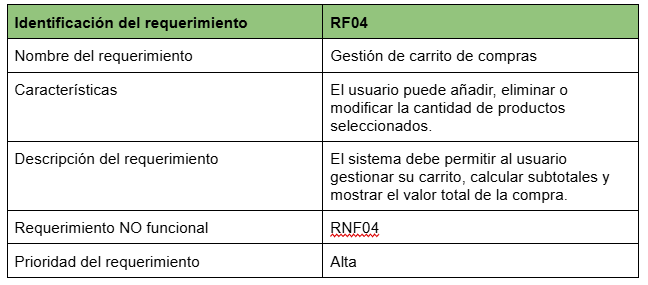 Identificación del requerimiento RF04
Nombre del requerimiento Gestión de carrito de compras
Características El usuario puede añadir, eliminar o
modificar la cantidad de productos
seleccionados.
Descripción del requerimiento El sistema debe permitir al usuario
gestionar su carrito, calcular subtotales y
mostrar el valor total de la compra.
Requerimiento NO funcional RNF04
Prioridad del requerimiento Alta